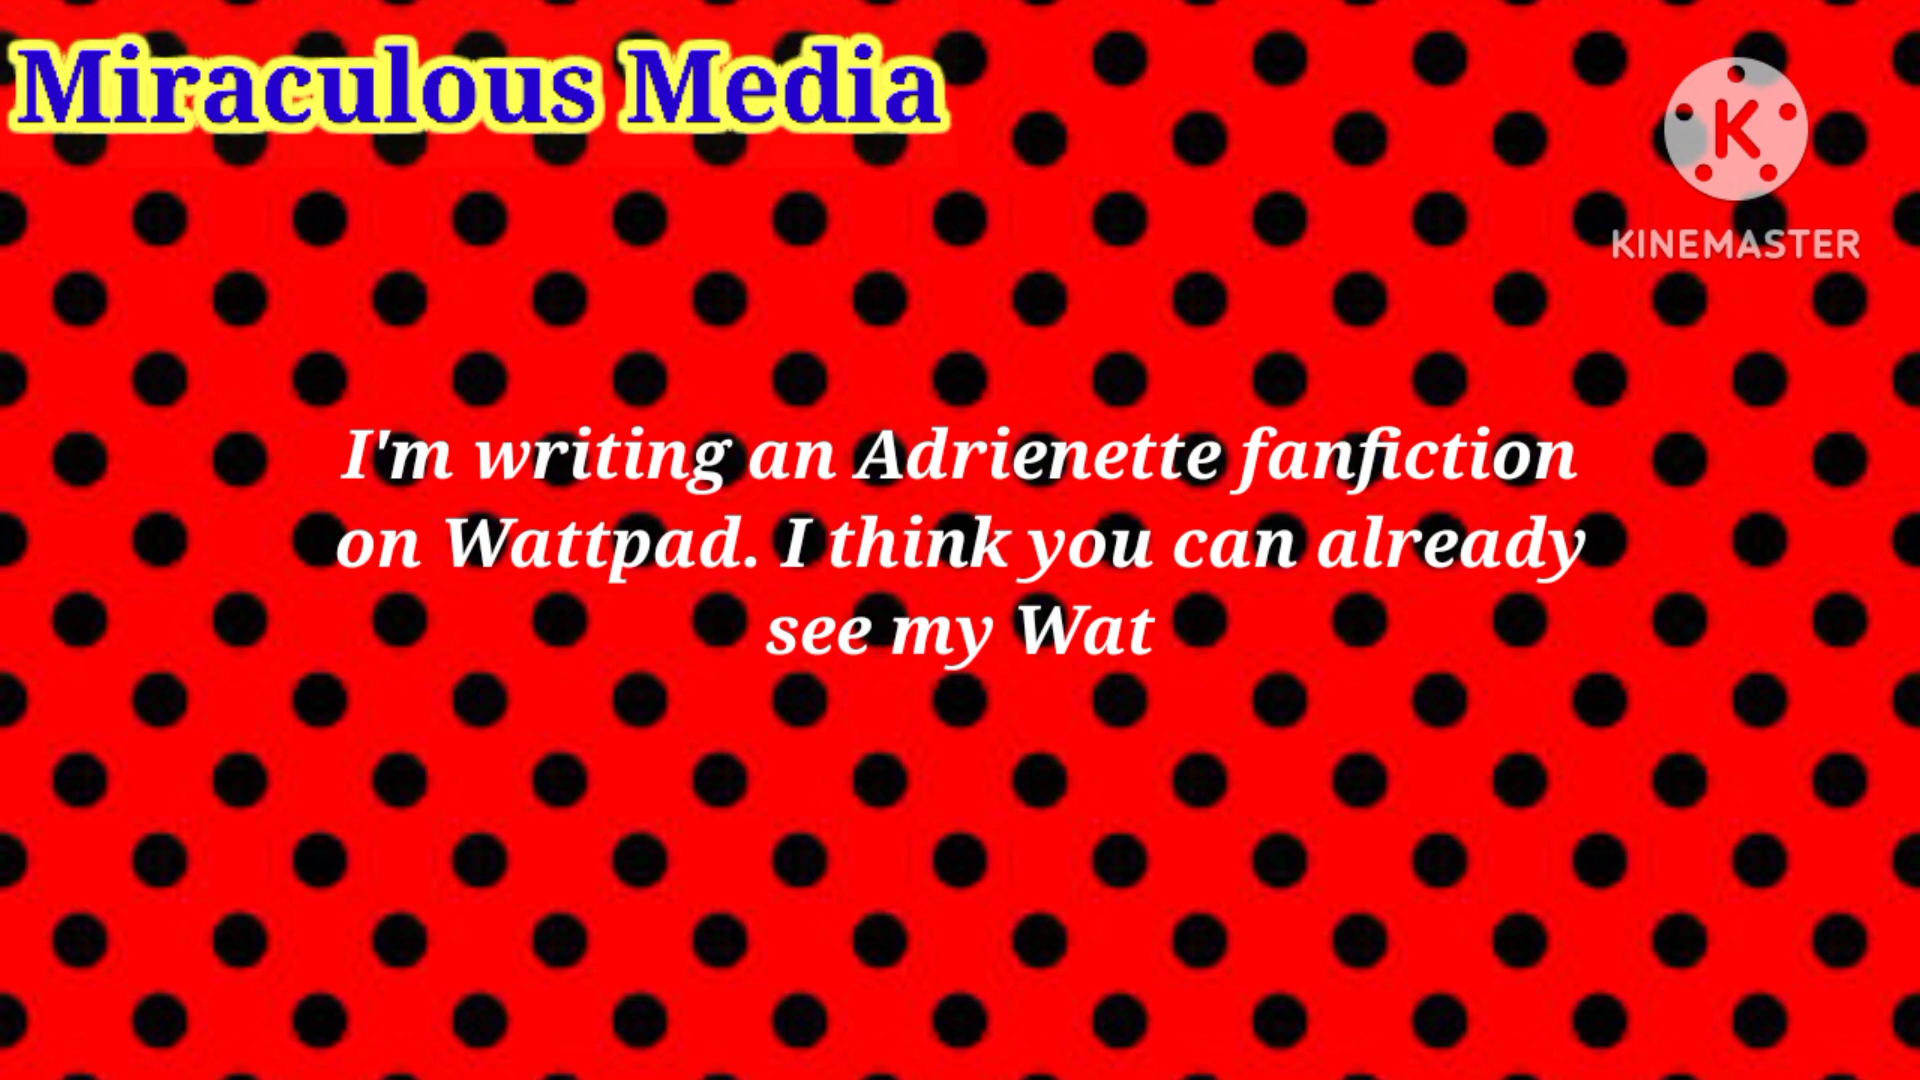 Miraculous Media
K
KINEMASTER
I'm writing an Adrienette fanfiction
on Wattpad. I think you can already
see my Wat